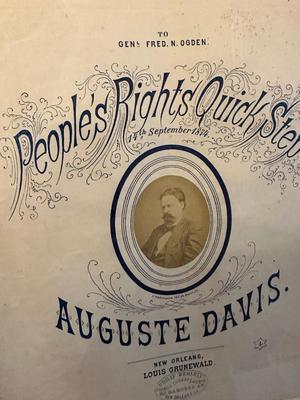 TO
GENL. FRED. N. OGDEN.
People's Rights Quick Step
14th September 1874.
AUGUSTE DAVIS.
NEW ORLEANS,
LOUIS GRUNEWALD.